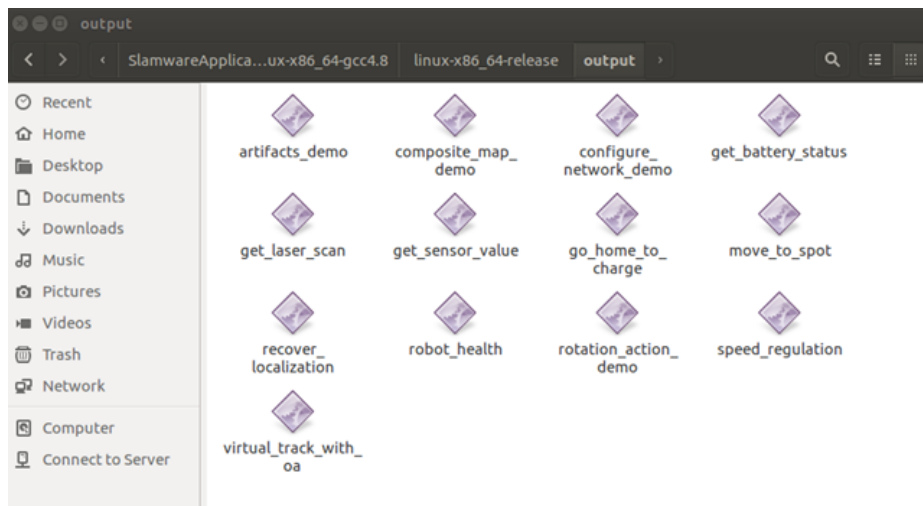 output
SlamwareApplica...ux-x86_64-gcc4.8 linux-x86_64-release output
Recent
Home
Desktop
Documents
Downloads
Music
Pictures
Videos
Trash
Network
Computer
Connect to Server
artifacts_demo
composite_map_
demo
configure_
network_demo
get_battery_status
get_laser_scan
get_sensor_value
go_home_to_
charge
move_to_spot
recover_
localization
robot_health
rotation_action_
demo
speed_regulation
virtual_track_with_
oa